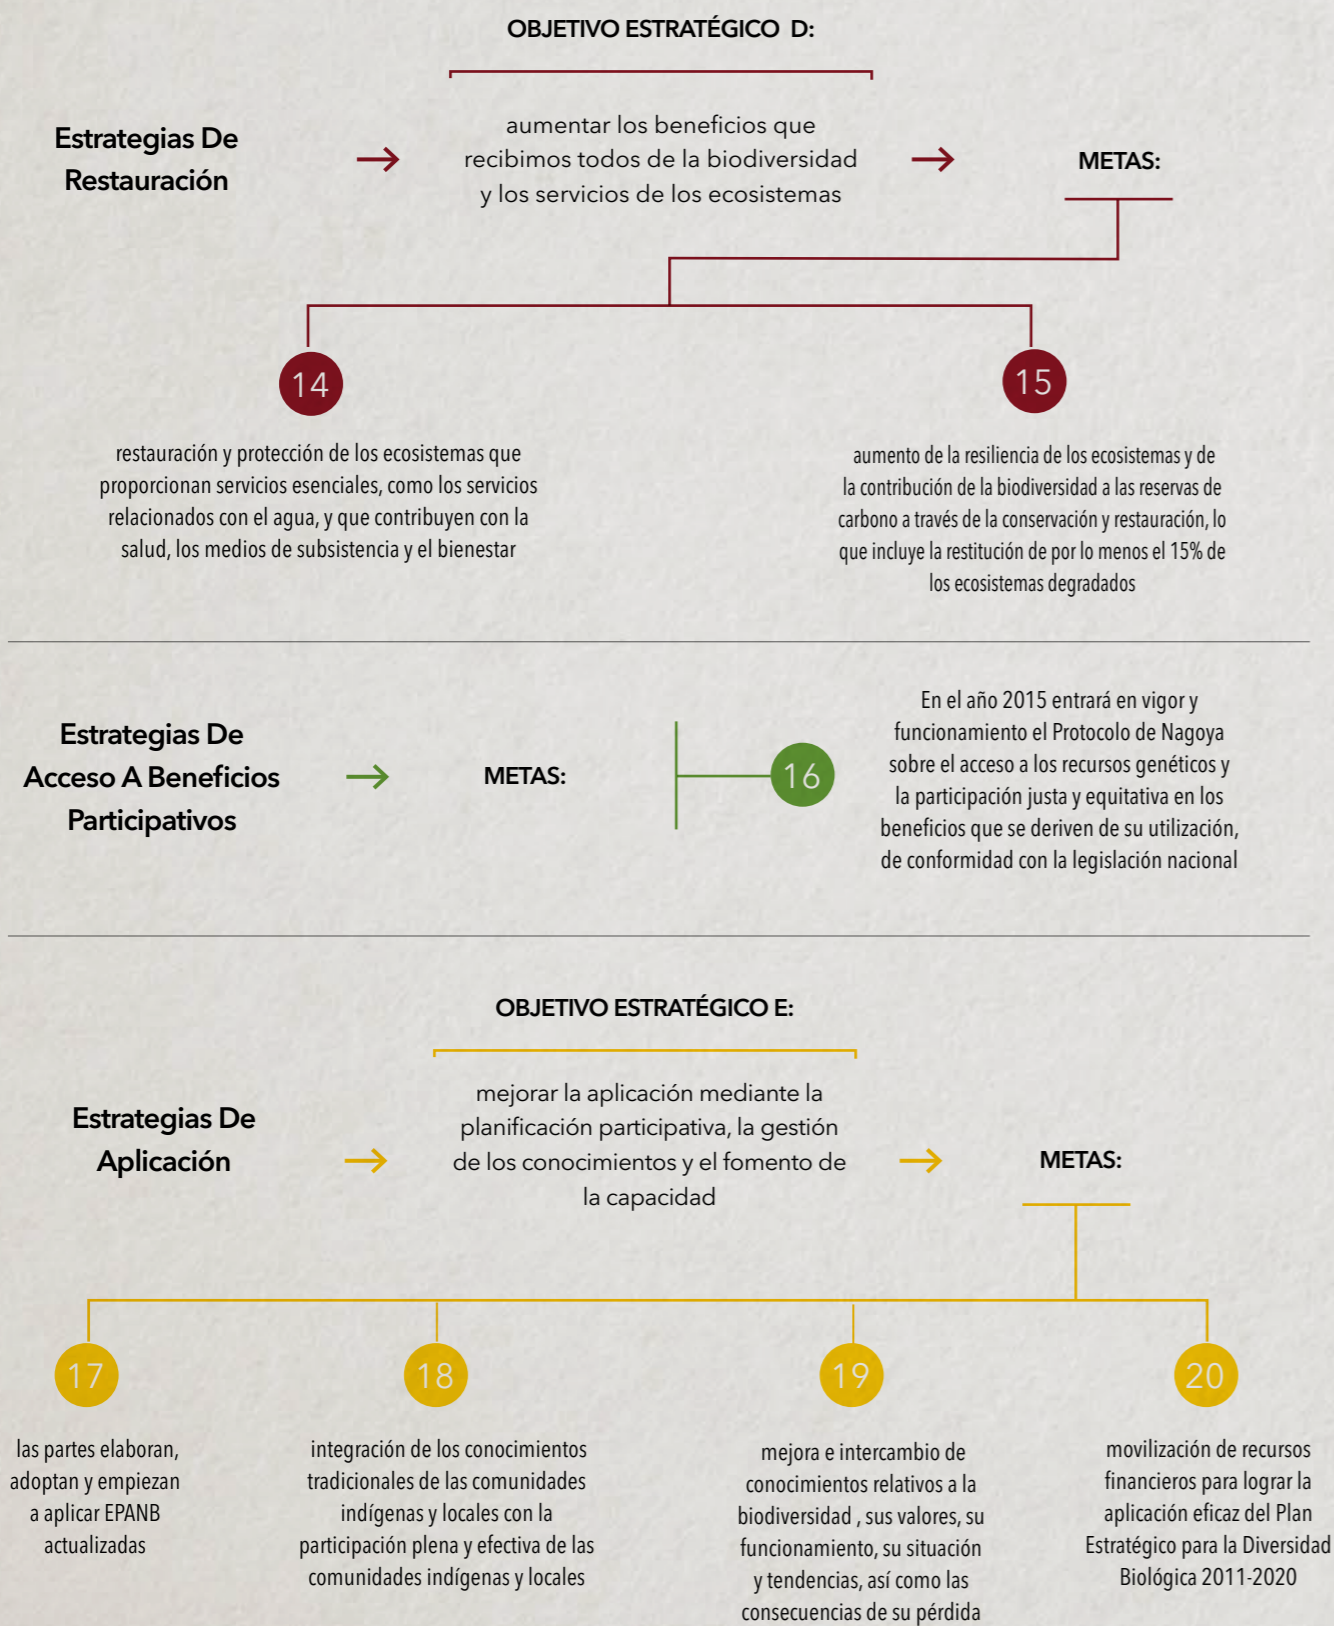 OBJETIVO ESTRATÉGICO D:
Estrategias De
Restauración
aumentar los beneficios que
recibimos todos de la biodiversidad
y los servicios de los ecosistemas
METAS:
14
restauración y protección de los ecosistemas que
proporcionan servicios esenciales, como los servicios
relacionados con el agua, y que contribuyen con la
salud, los medios de subsistencia y el bienestar
15
aumento de la resiliencia de los ecosistemas y de
la contribución de la biodiversidad a las reservas de
carbono a través de la conservación y restauración, lo
que incluye la restitución de por lo menos el 15% de
los ecosistemas degradados
Estrategias De
Acceso A Beneficios
Participativos
METAS:
16
En el año 2015 entrará en vigor y
funcionamiento el Protocolo de Nagoya
sobre el acceso a los recursos genéticos y
la participación justa y equitativa en los
beneficios que se deriven de su utilización,
de conformidad con la legislación nacional
OBJETIVO ESTRATÉGICO E:
Estrategias De
Aplicación
mejorar la aplicación mediante la
planificación participativa, la gestión
de los conocimientos y el fomento de
la capacidad
METAS:
17
las partes elaboran,
adoptan y empiezan
a aplicar EPANB
actualizadas
18
integración de los conocimientos
tradicionales de las comunidades
indígenas y locales con la
participación plena y efectiva de las
comunidades indígenas y locales
19
mejora e intercambio de
conocimientos relativos a la
biodiversidad , sus valores, su
funcionamiento, su situación
y tendencias, así como las
consecuencias de su pérdida
20
movilización de recursos
financieros para lograr la
aplicación eficaz del Plan
Estratégico para la Diversidad
Biológica 2011-2020